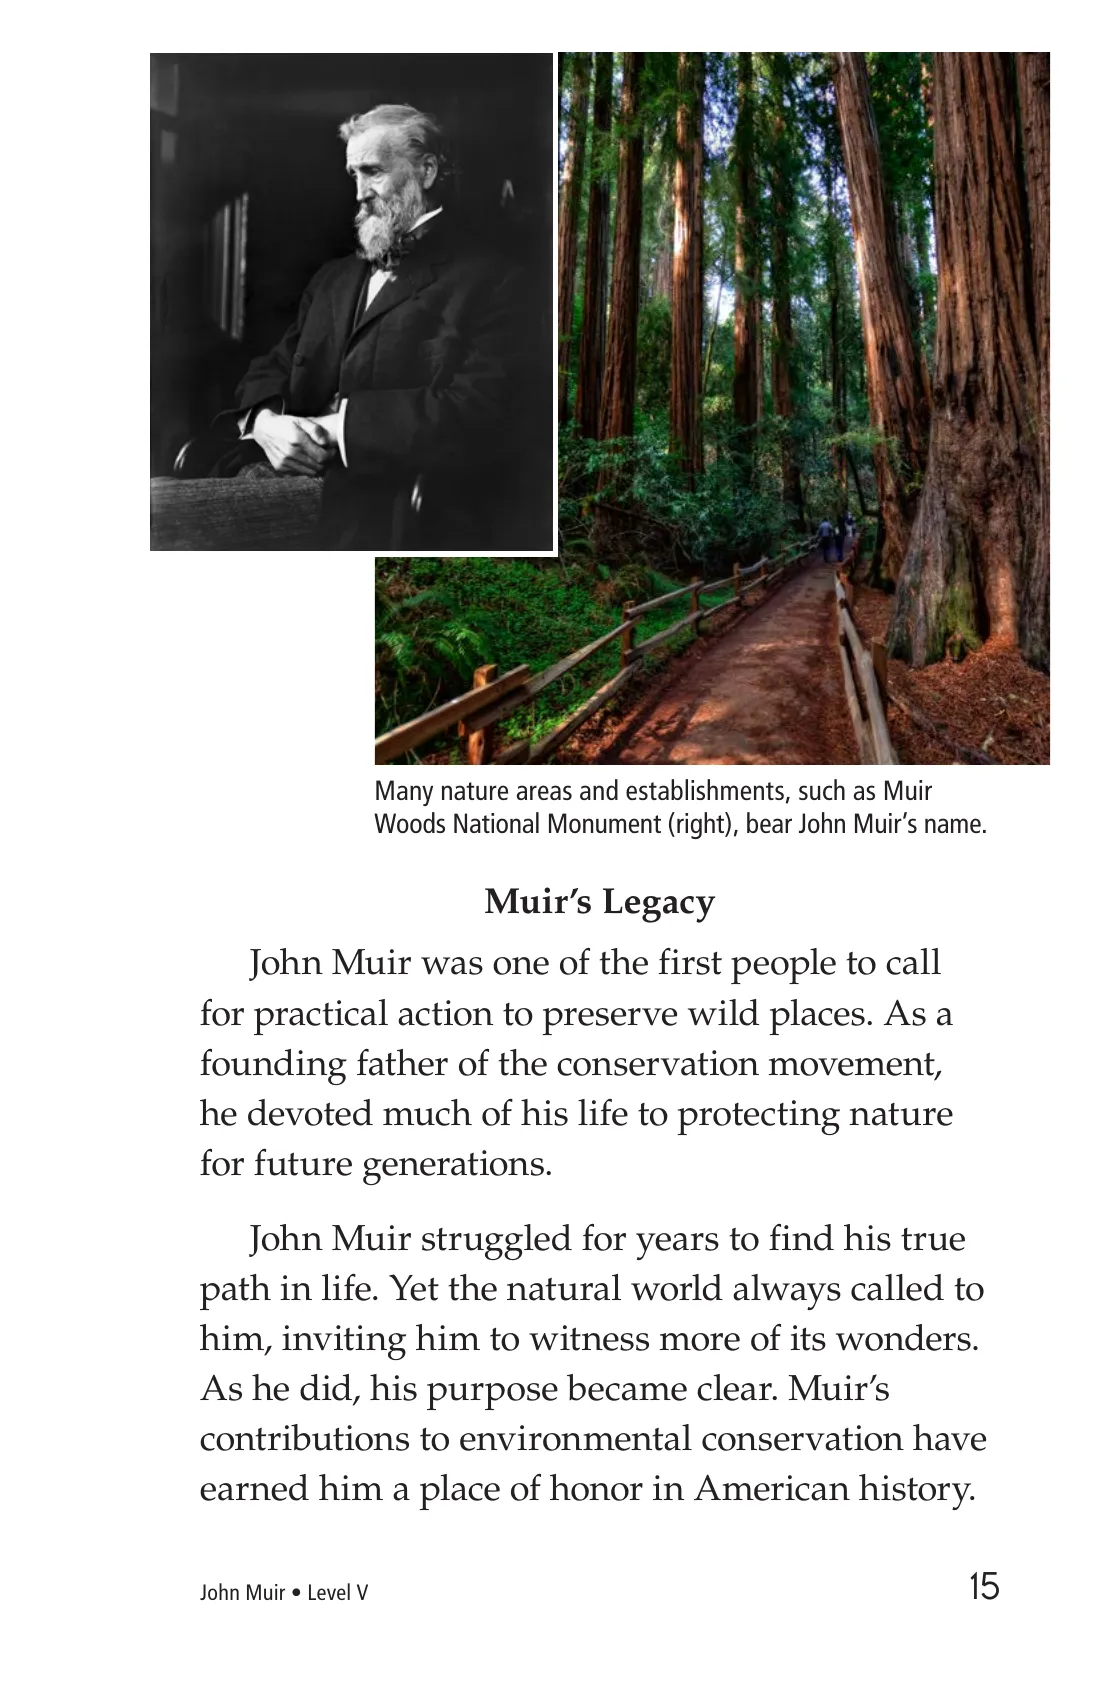 Many nature areas and establishments, such as Muir
Woods National Monument (right), bear John Muir’s name.
Muir’s Legacy
John Muir was one of the first people to call
for practical action to preserve wild places. As a
founding father of the conservation movement,
he devoted much of his life to protecting nature
for future generations.
John Muir struggled for years to find his true
path in life. Yet the natural world always called to
him, inviting him to witness more of its wonders.
As he did, his purpose became clear. Muir’s
contributions to environmental conservation have
earned him a place of honor in American history.
John Muir • Level V
15